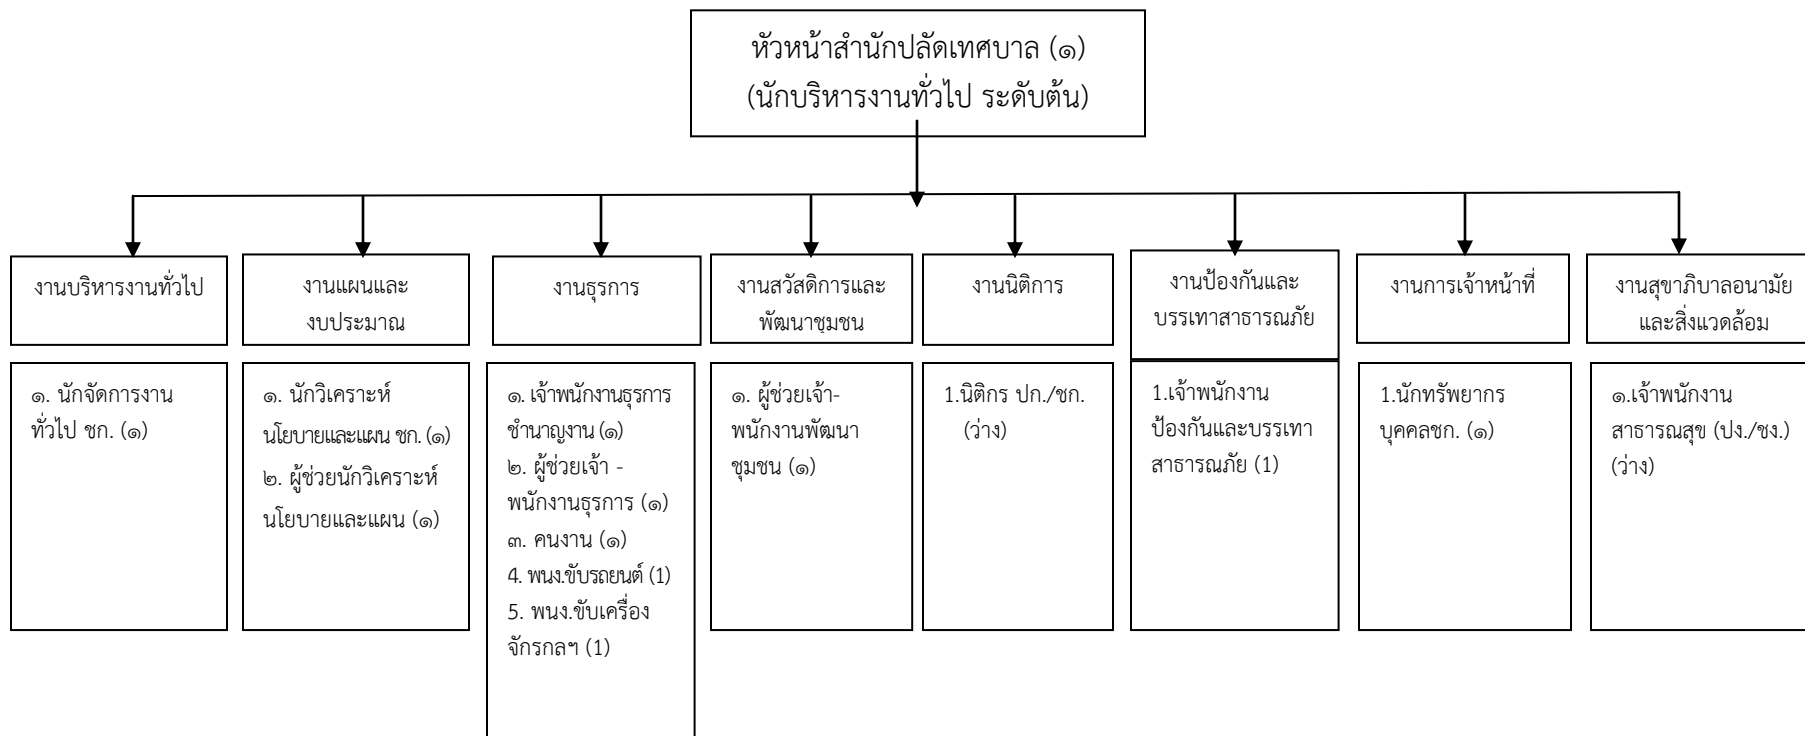 หัวหน้าสำนักปลัดเทศบาล (๑)
(นักบริหารงานทั่วไป ระดับต้น)
งานบริหารงานทั่วไป
งานแผนและ
งบประมาณ
งานธุรการ
งานสวัสดิการและ
พัฒนาชุมชน
งานนิติการ
งานป้องกันและ
บรรเทาสาธารณภัย
งานการเจ้าหน้าที่
งานสุขาภิบาลอนามัย
และสิ่งแวดล้อม
๑. นักจัดการงาน
ทั่วไป ชก. (๑)
๑. นักวิเคราะห์
นโยบายและแผน ชก. (๑)
๒. ผู้ช่วยนักวิเคราะห์
นโยบายและแผน (๑)
๑. เจ้าพนักงานธุรการ
ชำนาญงาน (๑)
๒. ผู้ช่วยเจ้า -
พนักงานธุรการ (๑)
๓. คนงาน (๑)
4. พนง.ขับรถยนต์ (1)
5. พนง.ขับเครื่อง
จักรกลฯ (1)
๑. ผู้ช่วยเจ้า-
พนักงานพัฒนา
ชุมชน (๑)
1.นิติกร ปก./ชก.
(ว่าง)
1.เจ้าพนักงาน
ป้องกันและบรรเทา
สาธารณภัย (1)
1.นักทรัพยากร
บุคคลชก. (๑)
๑.เจ้าพนักงาน
สาธารณสุข (ปง./ชง.)
(ว่าง)